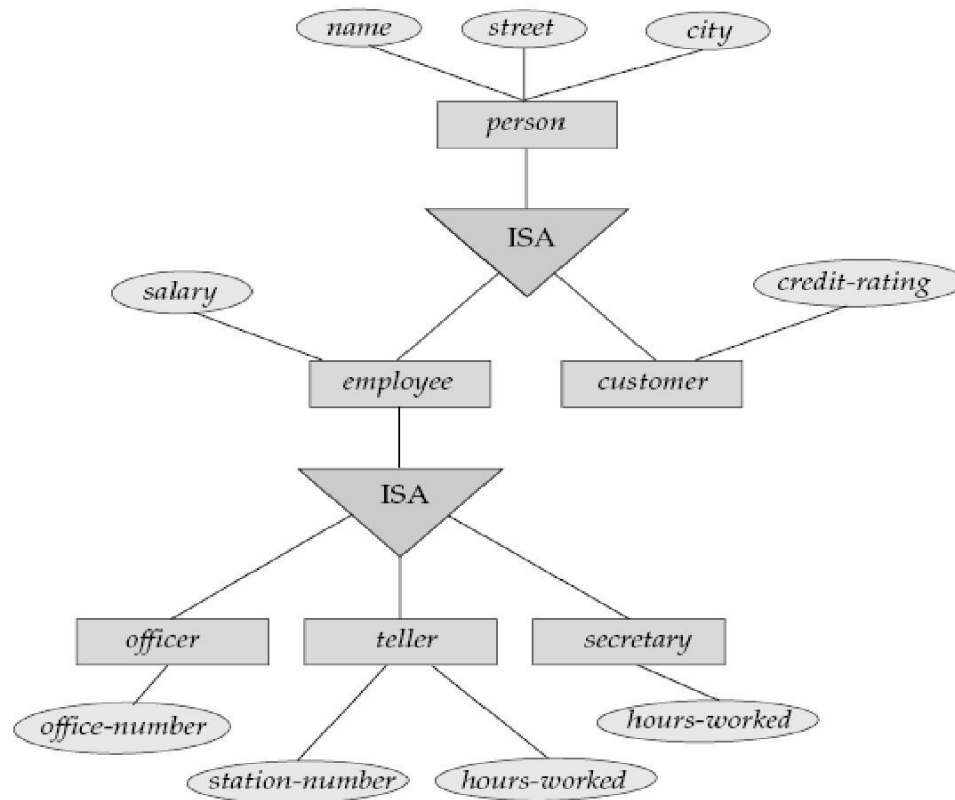 name
street
city
person
ISA
salary
credit-rating
employee
customer
ISA
officer
teller
secretary
office-number
hours-worked
station-number
hours-worked